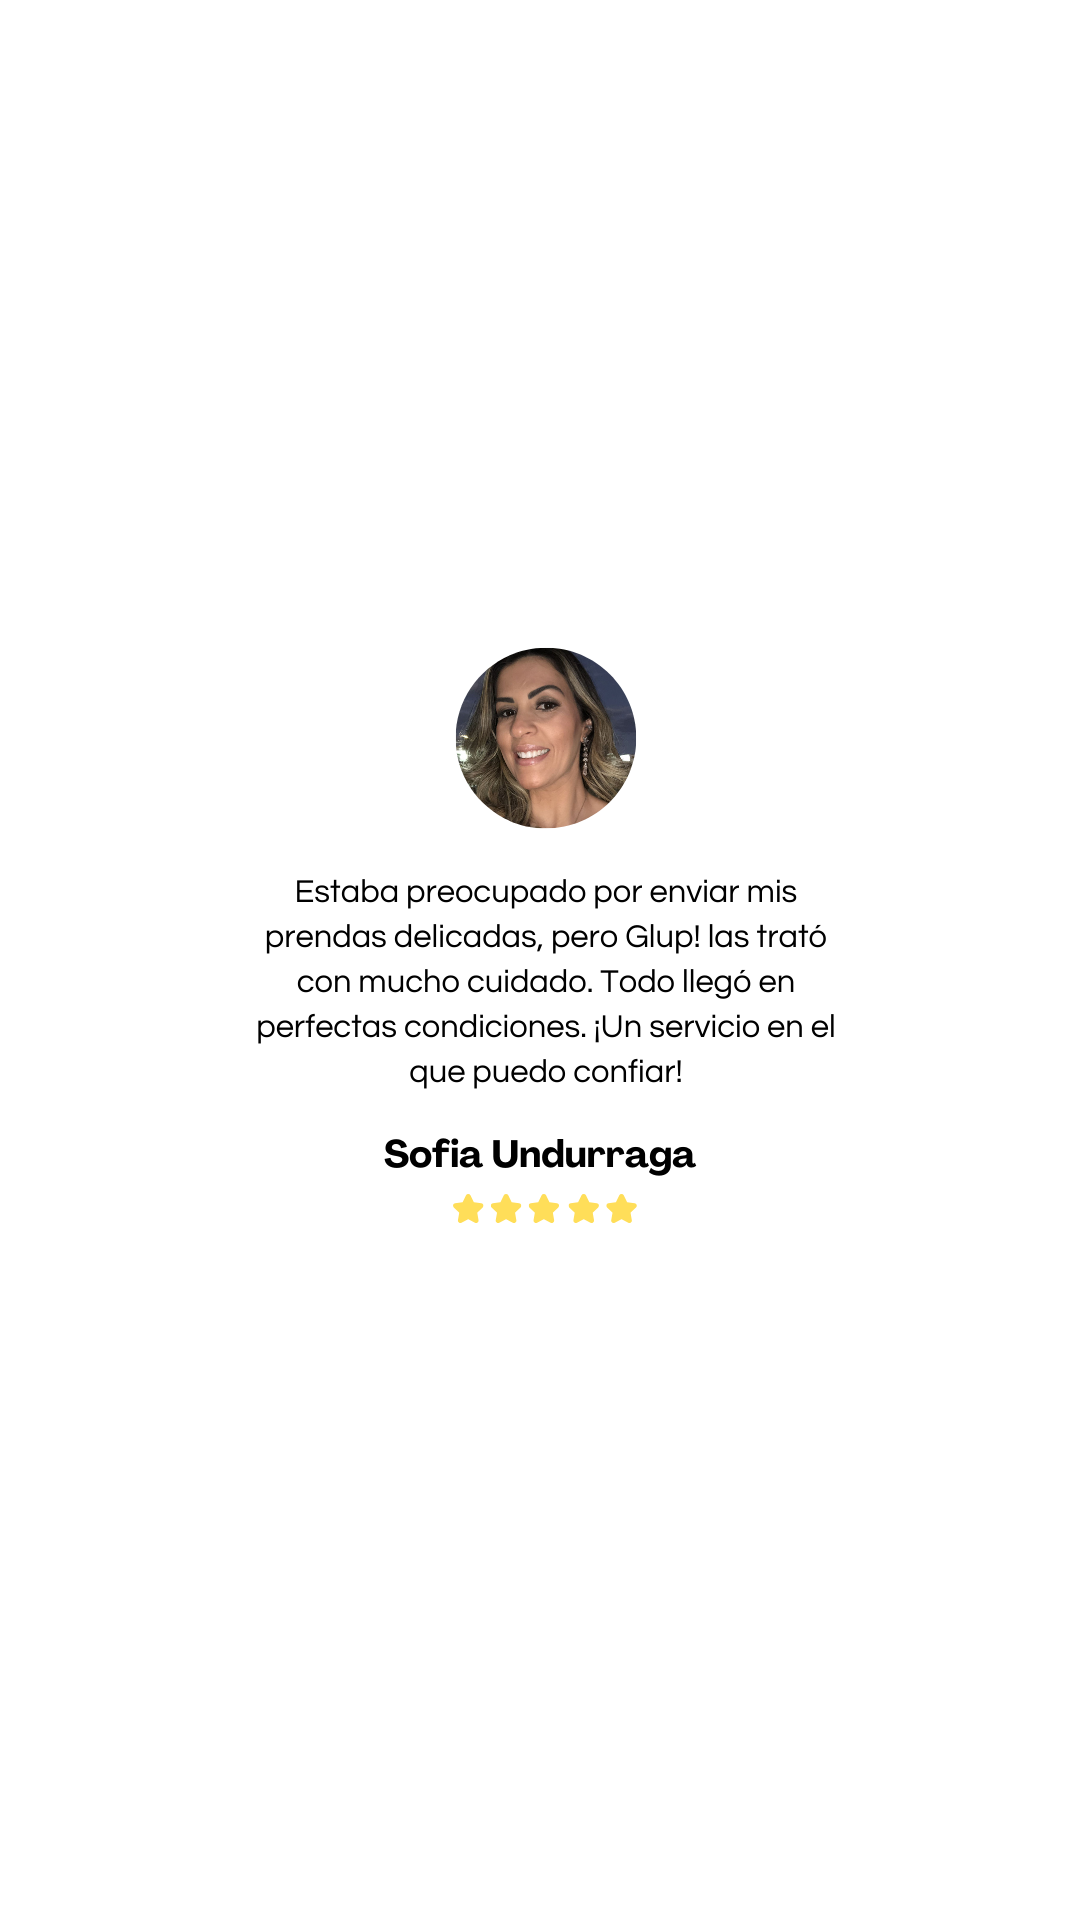 Estaba preocupado por enviar mis
prendas delicadas, pero Glup! las trató
con mucho cuidado. Todo llegó en
perfectas condiciones. ¡Un servicio en el
que puedo confiar!
Sofia Undurraga